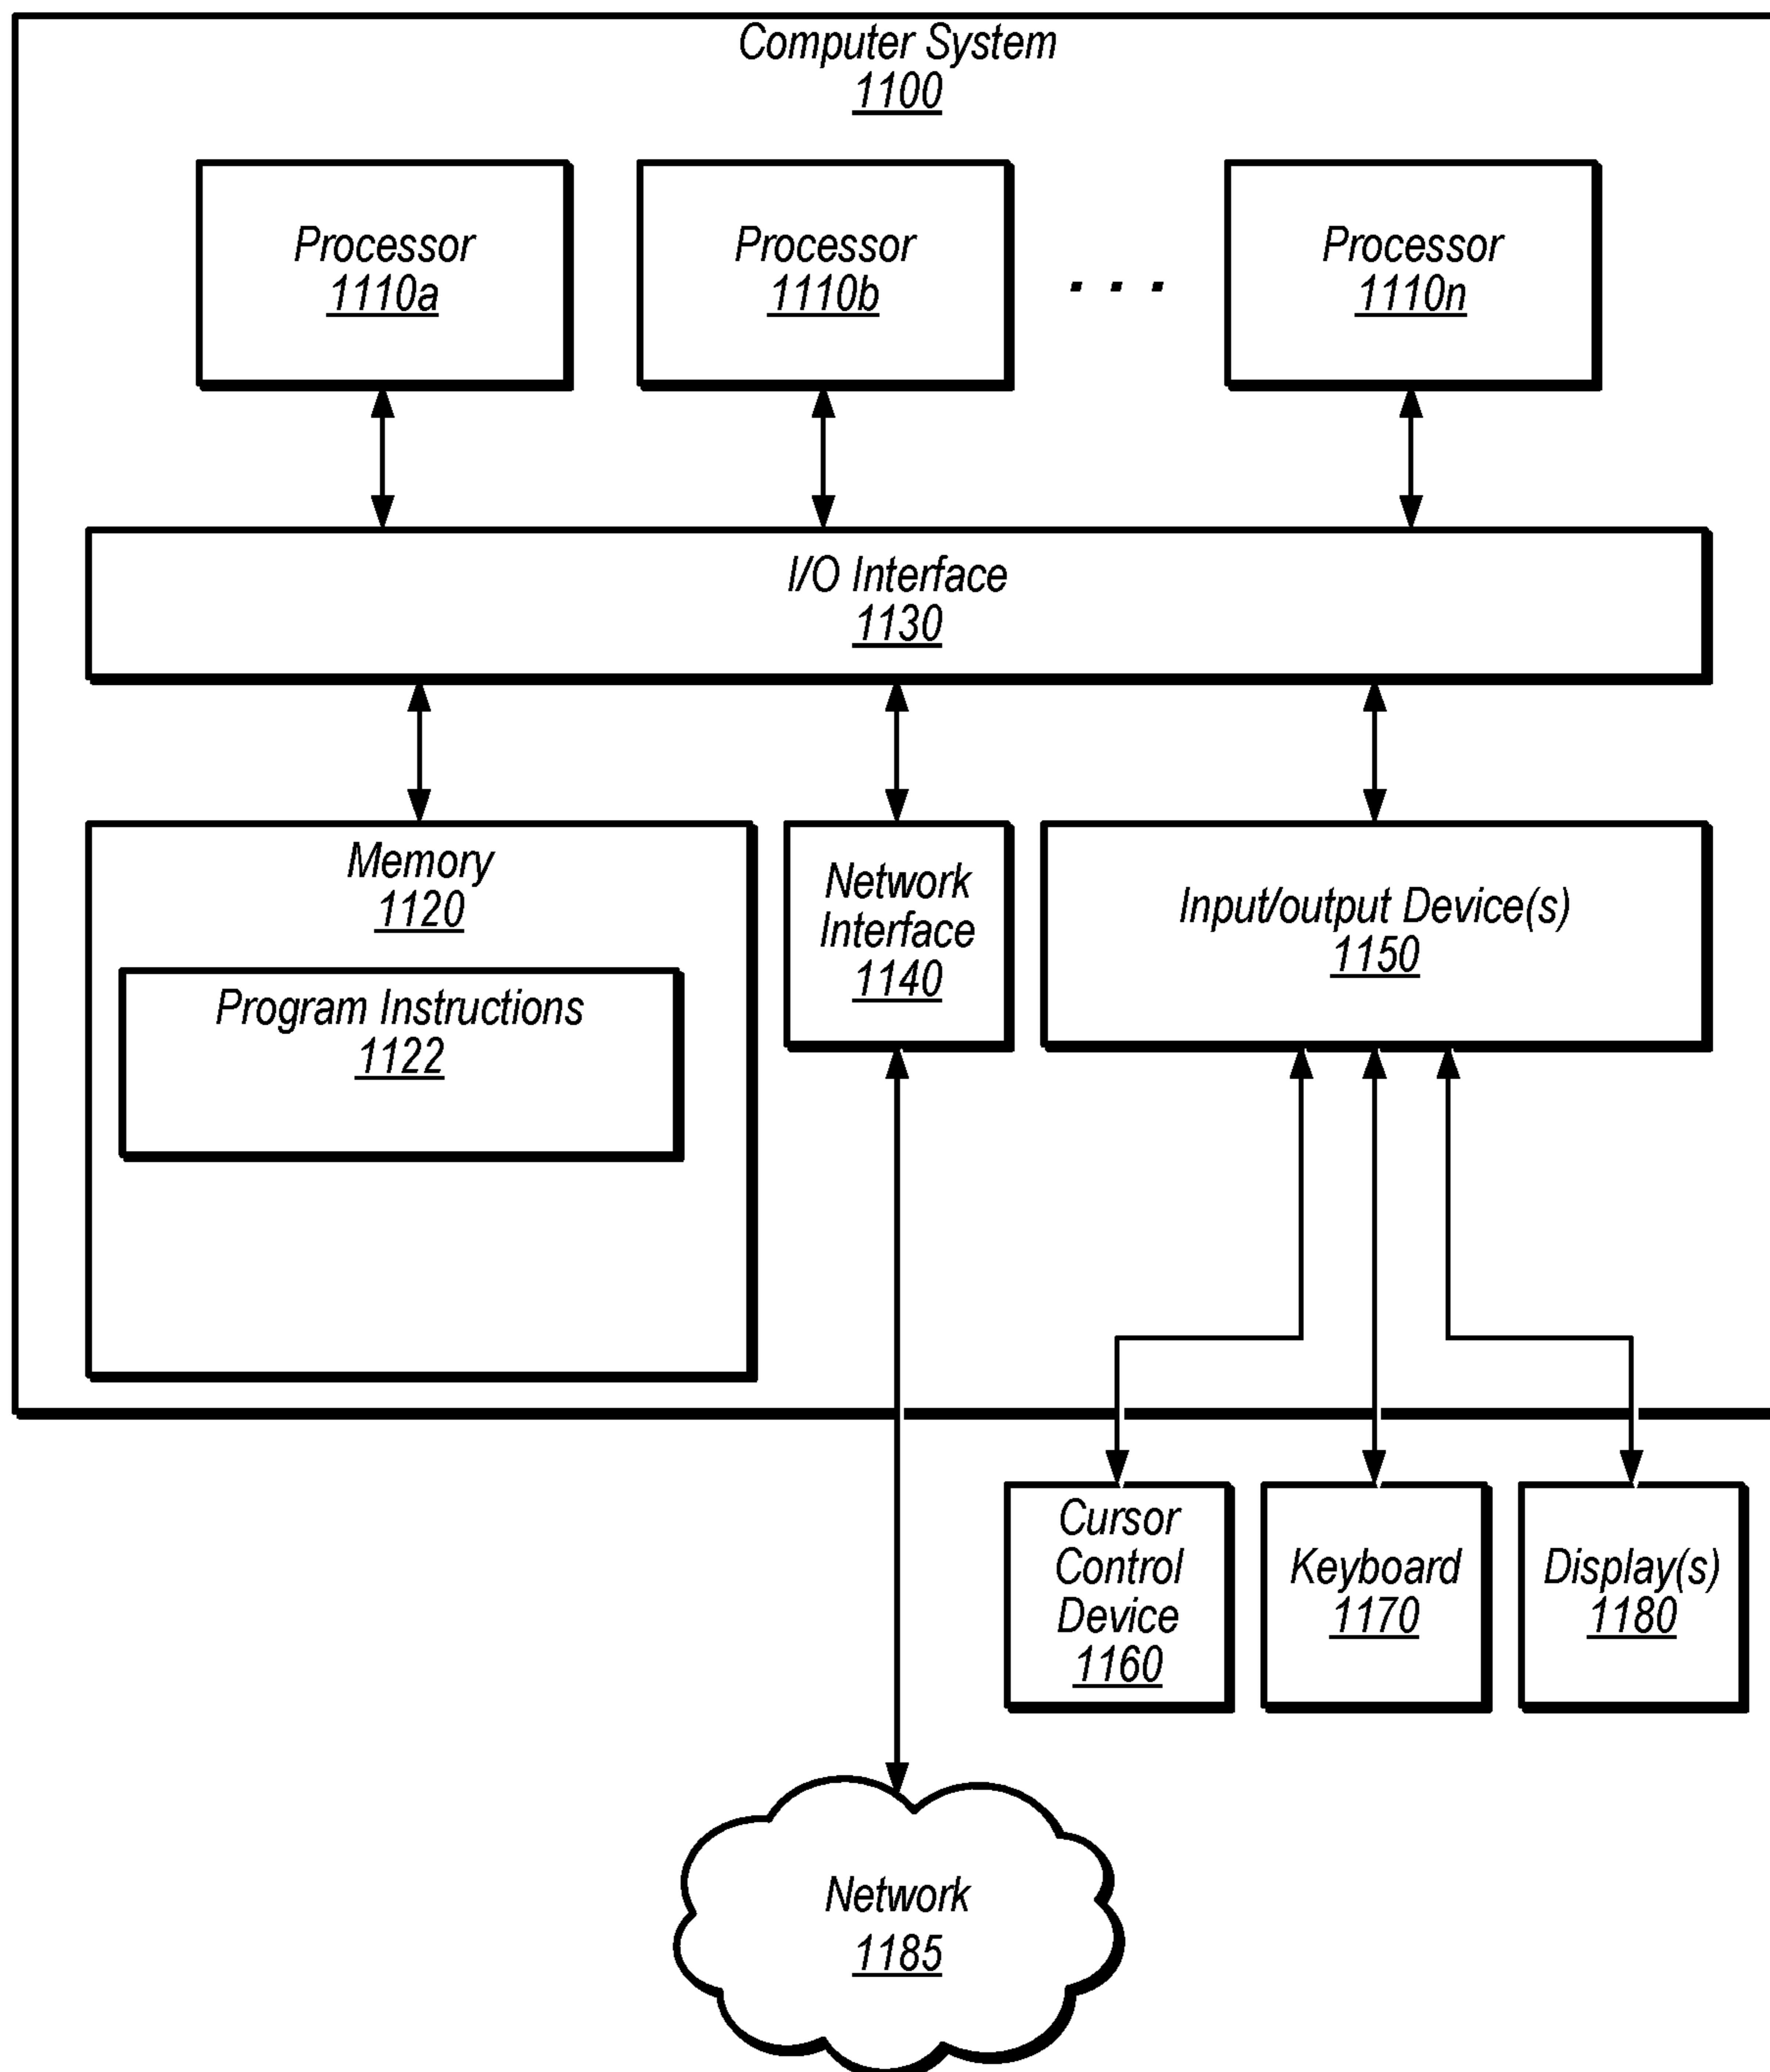 Computer System
1100
Processor
1110a
Processor
1110b
. . .
Processor
1110n
I/O Interface
1130
Memory
1120
Program Instructions
1122
Network
Interface
1140
Input/output Device(s)
1150
Cursor
Control
Device
1160
Keyboard
1170
Display(s)
1180
Network
1185